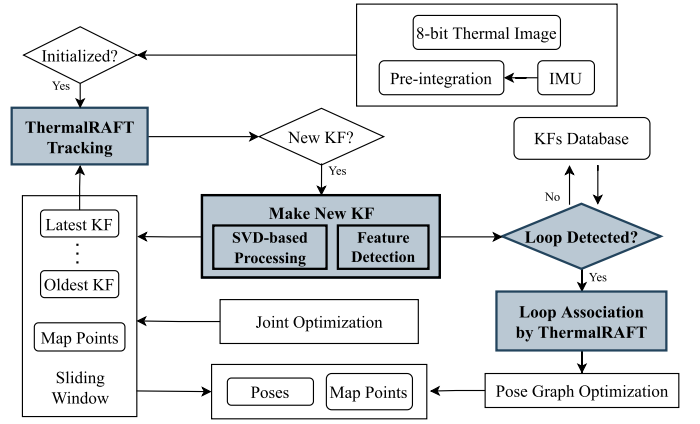 8-bit Thermal Image
Initialized?
Pre-integration
IMU
Yes
ThermalRAFT
Tracking
New KF?
KFs Database
Yes
No
Latest KF
Make New KF
SVD-based
Processing
Feature
Detection
Loop Detected?
Oldest KF
Yes
Map Points
Joint Optimization
Loop Association
by ThermalRAFT
Sliding
Window
Poses
Map Points
Pose Graph Optimization